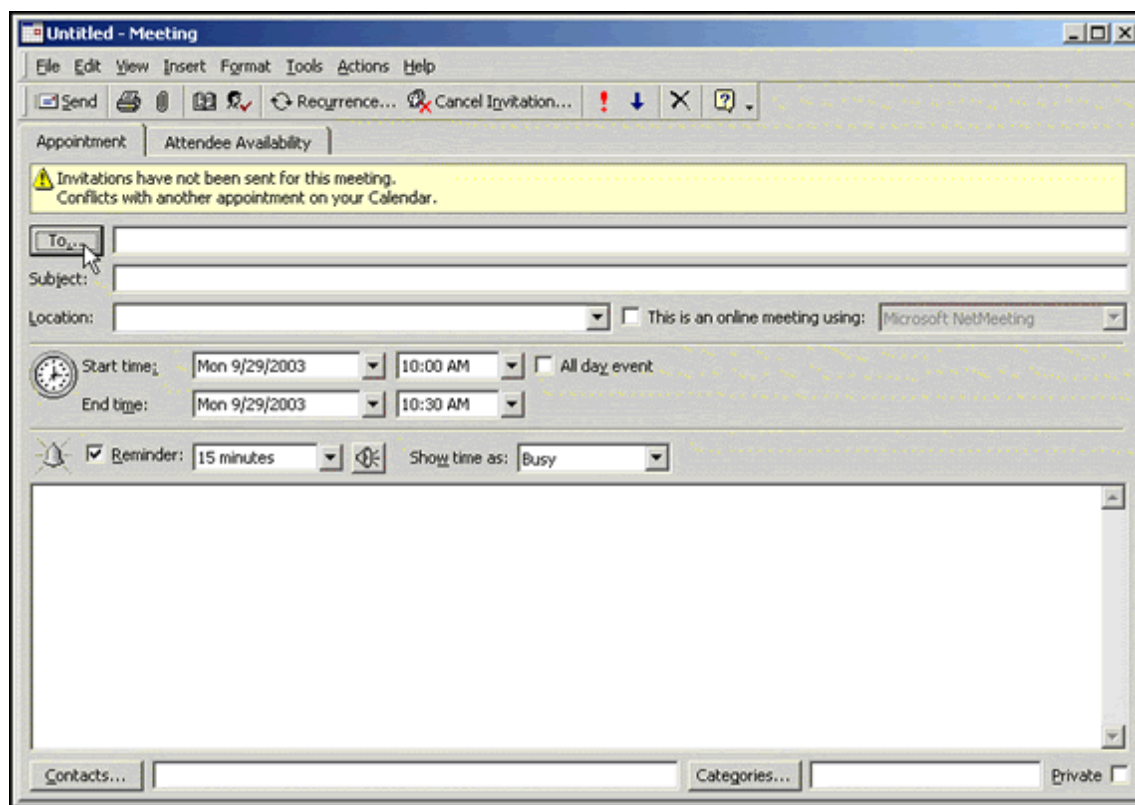 Untitled - Meeting
File Edit View Insert Format Tools Actions Help
Send Recurrence... Cancel Invitation...
Appointment Attendee Availability
Invitations have not been sent for this meeting.
Conflicts with another appointment on your Calendar.
To...
Subject:
Location: This is an online meeting using: Microsoft NetMeeting
Start time: Mon 9/29/2003 10:00 AM All day event
End time: Mon 9/29/2003 10:30 AM
Reminder: 15 minutes Show time as: Busy
Contacts... Categories... Private